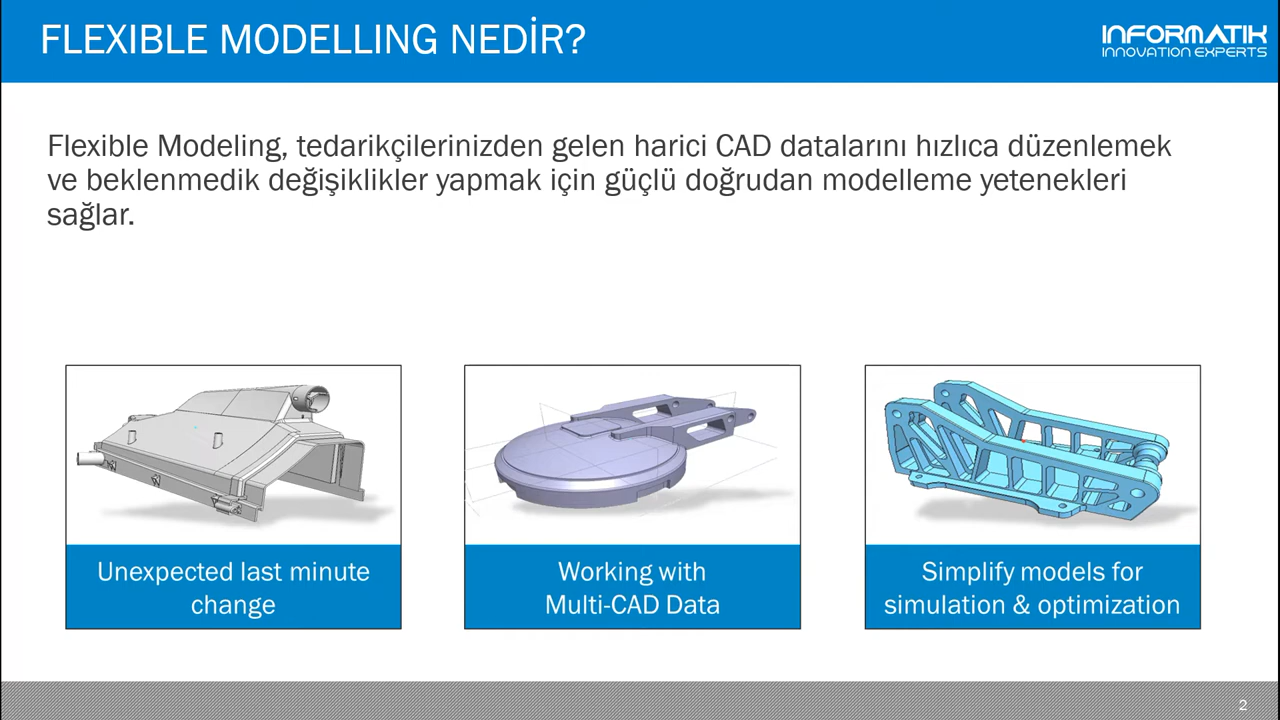 FLEXIBLE MODELLING NEDİR?
INFORMATIK
INNOVATION EXPERTS
Flexible Modeling, tedarikçilerinizden gelen harici CAD datalarını hızlıca düzenlemek
ve beklenmedik değişiklikler yapmak için güçlü doğrudan modelleme yetenekleri
sağlar.
Unexpected last minute
change
Working with
Multi-CAD Data
Simplify models for
simulation & optimization
2